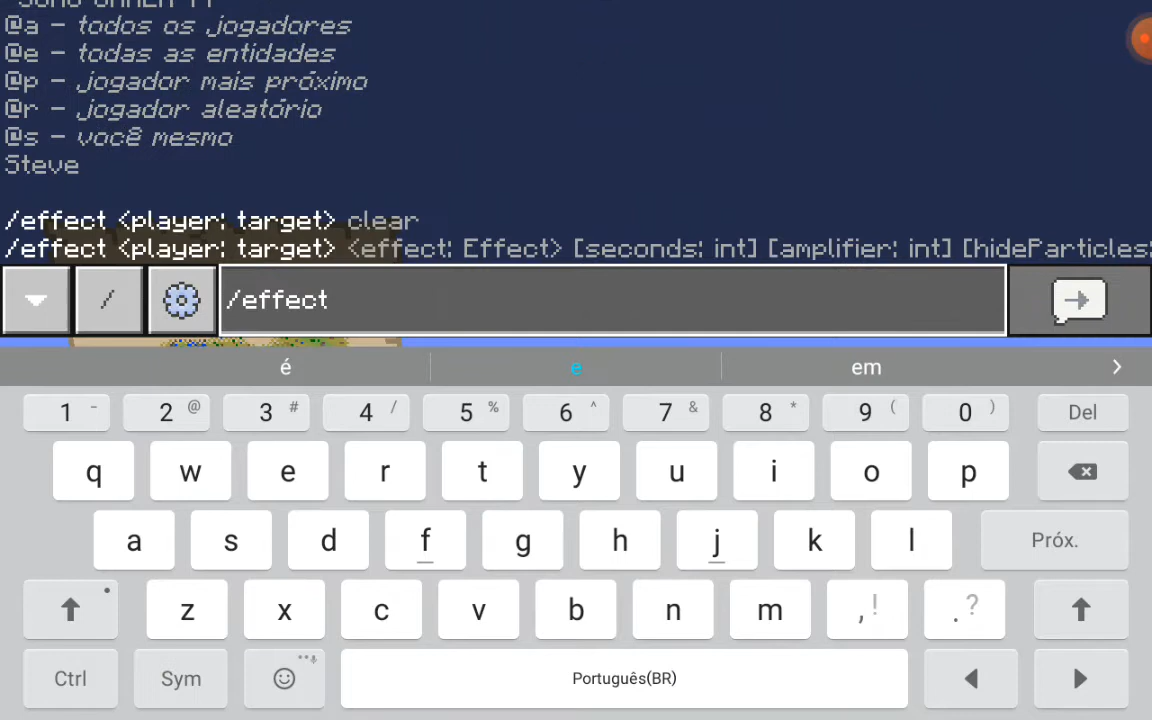 @a - todos os jogadores
@e - todas as entidades
@p - jogador mais próximo
@r - jogador aleatório
@s - você mesmo
Steve
/effect <player: target> clear
/effect <player: target> <effect: Effect> [seconds: int] [amplifier: int] [hideParticles:
/ /effect
é e em >
1 - 2 @ 3 # 4 / 5 % 6 ^ 7 & 8 * 9 ( 0 ) Del
q w e r t y u i o p
a s d f g h j k l Próx.
z x c v b n m , ! . ?
Ctrl Sym Português(BR)